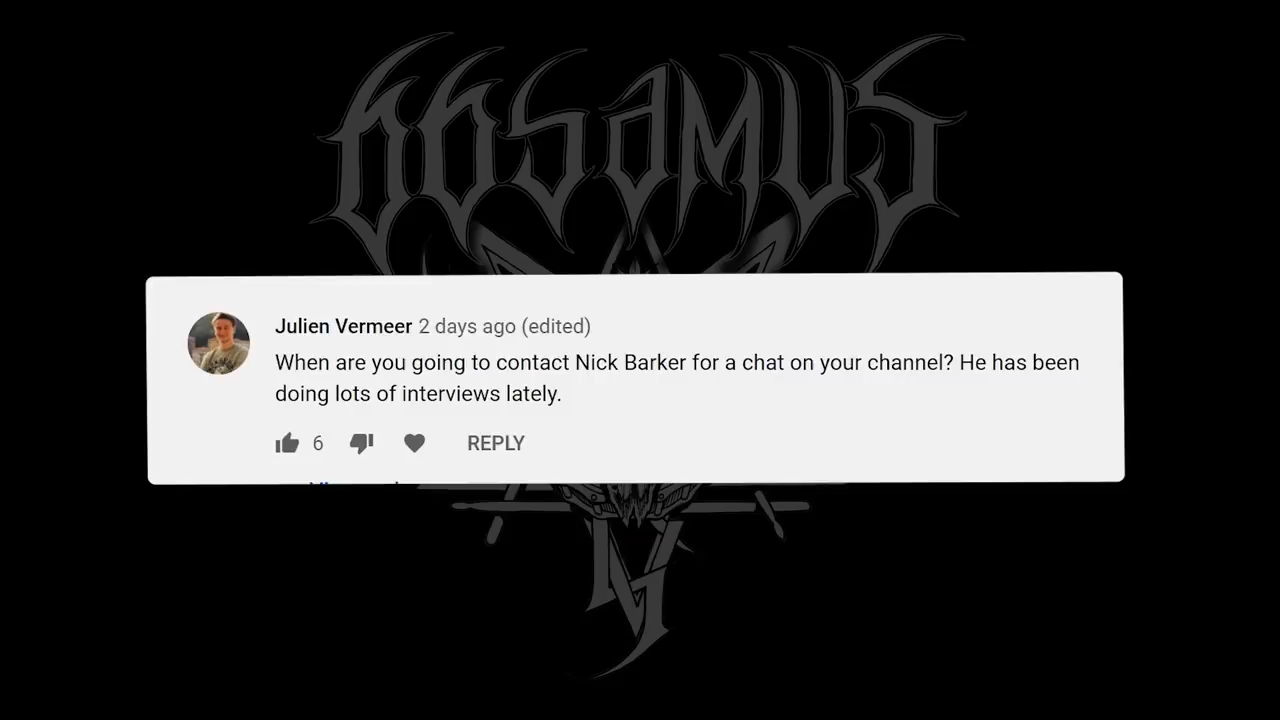 66SAMUS
Julien Vermeer 2 days ago (edited)
When are you going to contact Nick Barker for a chat on your channel? He has been
doing lots of interviews lately.
6 REPLY